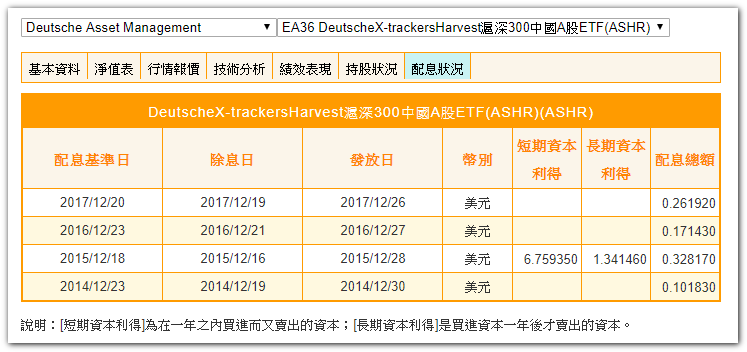 Deutsche Asset Management EA36 DeutscheX-trackersHarvest滬深300中國A股ETF(ASHR)
基本資料 淨值表 行情報價 技術分析 績效表現 持股狀況 配息狀況
DeutscheX-trackersHarvest滬深300中國A股ETF(ASHR)(ASHR)
配息基準日 除息日 發放日 幣別 短期資本利得 長期資本利得 配息總額
2017/12/20 2017/12/19 2017/12/26 美元 0.261920
2016/12/23 2016/12/21 2016/12/27 美元 0.171430
2015/12/18 2015/12/16 2015/12/28 美元 6.759350 1.341460 0.328170
2014/12/23 2014/12/19 2014/12/30 美元 0.101830
說明：[短期資本利得]為在一年之內買進而又賣出的資本；[長期資本利得]是買進資本一年後才賣出的資本。